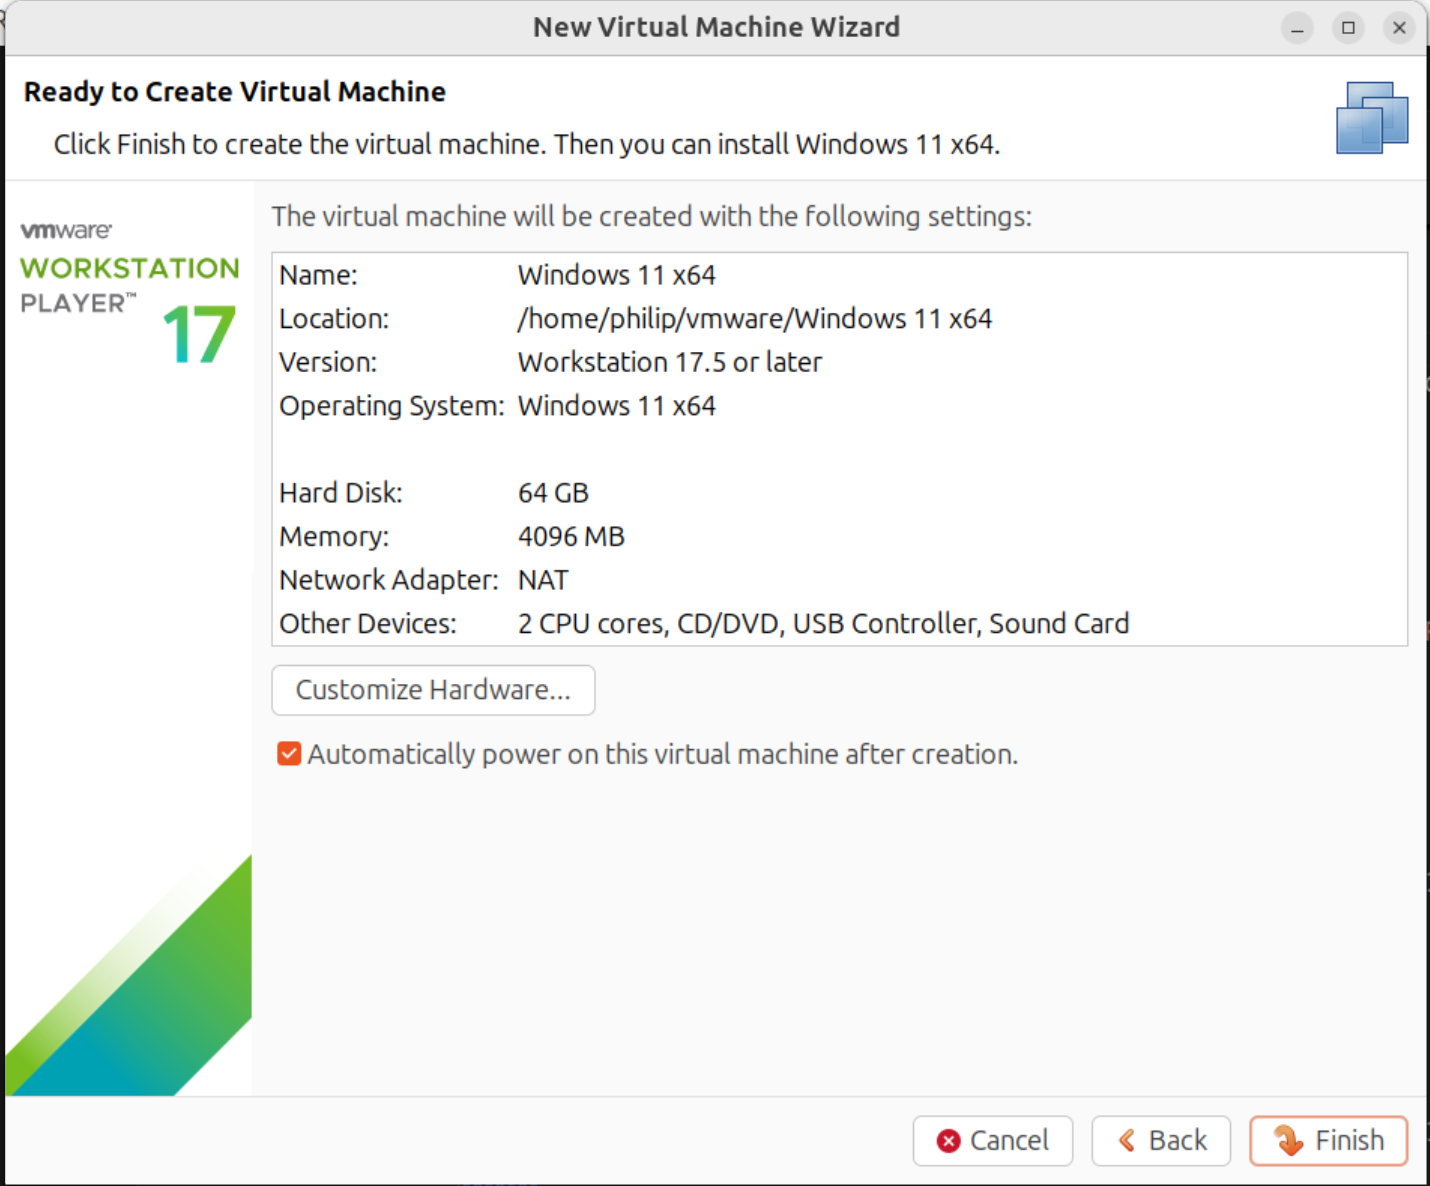 New Virtual Machine Wizard
Ready to Create Virtual Machine
Click Finish to create the virtual machine. Then you can install Windows 11 x64.
vmware
WORKSTATION
PLAYER™
17
The virtual machine will be created with the following settings:
Name: Windows 11 x64
Location: /home/philip/vmware/Windows 11 x64
Version: Workstation 17.5 or later
Operating System: Windows 11 x64
Hard Disk: 64 GB
Memory: 4096 MB
Network Adapter: NAT
Other Devices: 2 CPU cores, CD/DVD, USB Controller, Sound Card
Customize Hardware...
Automatically power on this virtual machine after creation.
Cancel Back Finish